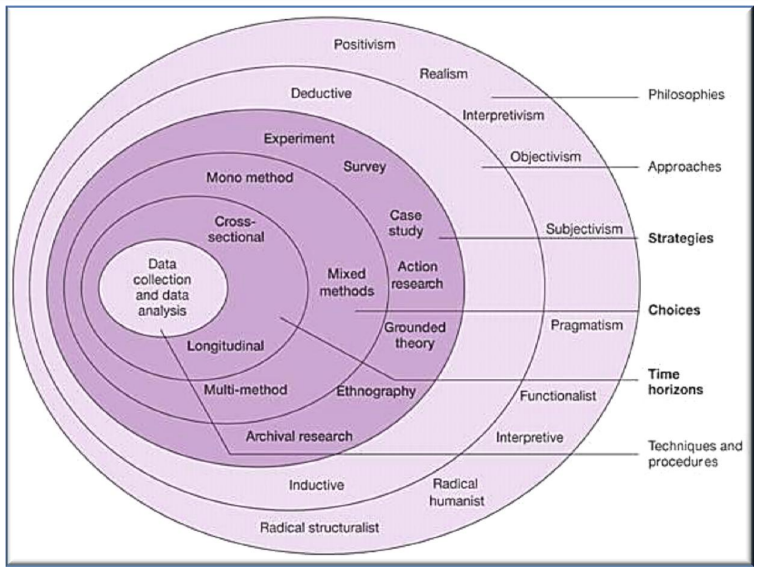 Positivism
Realism
Philosophies
Deductive
Interpretivism
Experiment
Objectivism
Survey
Approaches
Mono method
Case
study
Cross-
sectional
Subjectivism
Strategies
Data
collection
and data
analysis
Mixed
methods
Action
research
Choices
Grounded
theory
Pragmatism
Longitudinal
Time
horizons
Multi-method
Ethnography
Functionalist
Archival research
Interpretive
Techniques and
procedures
Inductive
Radical
humanist
Radical structuralist